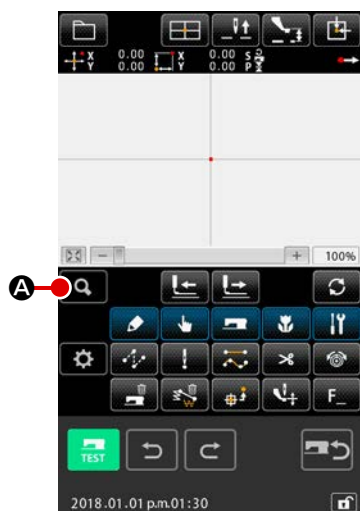 X 0.00 X 0.00 S
Y 0.00 Y 0.00 P
− + 100%
A
F_
TEST
2018.01.01 p.m.01:30